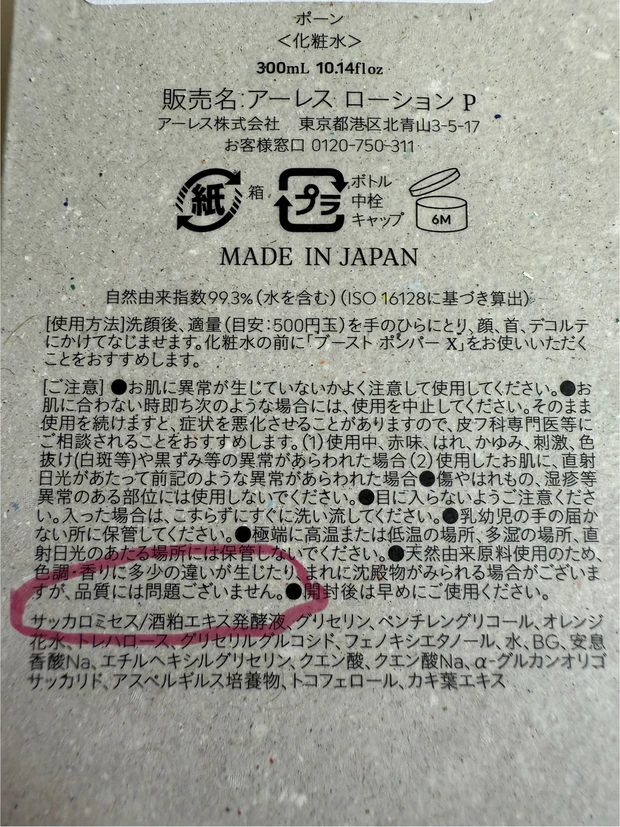 ポーン
<化粧水>
300mL 10.14floz
販売名:アーレス ローション P
アーレス株式会社 東京都港区北青山3-5-17
お客様窓口 0120-750-311
紙 箱 プラ ボトル
中栓
キャップ 6M
MADE IN JAPAN
自然由来指数99.3%(水を含む)(ISO 16128に基づき算出)
[使用方法]洗顔後、適量(目安:500円玉)を手のひらにとり、顔、首、デコルテ
にかけてなじませます。化粧水の前に「ブースト ポンパー X」をお使いいただく
ことをおすすめします。
[ご注意] ●お肌に異常が生じていないかよく注意して使用してください。●お
肌に合わない時即ち次のような場合には、使用を中止してください。そのまま
使用を続けますと、症状を悪化させることがありますので、皮フ科専門医等に
ご相談されることをおすすめします。(1)使用中、赤味、はれ、かゆみ、刺激、色
抜け(白斑等)や黒ずみ等の異常があらわれた場合(2)使用したお肌に、直射
日光があたって前記のような異常があらわれた場合●傷やはれもの、湿疹等
異常のある部位には使用しないでください。●目に入らないようご注意くださ
い。入った場合は、こすらずにすぐに洗い流してください。●乳幼児の手の届か
ない所に保管してください。●極端に高温または低温の場所、多湿の場所、直
射日光のあたる場所には保管しないでください。●天然由来原料使用のため、
色調・香りに多少の違いが生じたり、まれに沈殿物がみられる場合がございま
すが、品質には問題ございません。●開封後は早めにご使用ください。
サッカロミセス/酒粕エキス発酵液、グリセリン、ペンチレングリコール、オレンジ
花水、トレハロース、グリセリルグルコシド、フェノキシエタノール、水、BG、安息
香酸Na、エチルヘキシルグリセリン、クエン酸、クエン酸Na、α-グルカンオリゴ
サッカリド、アスペルギルス培養物、トコフェロール、カキ葉エキス